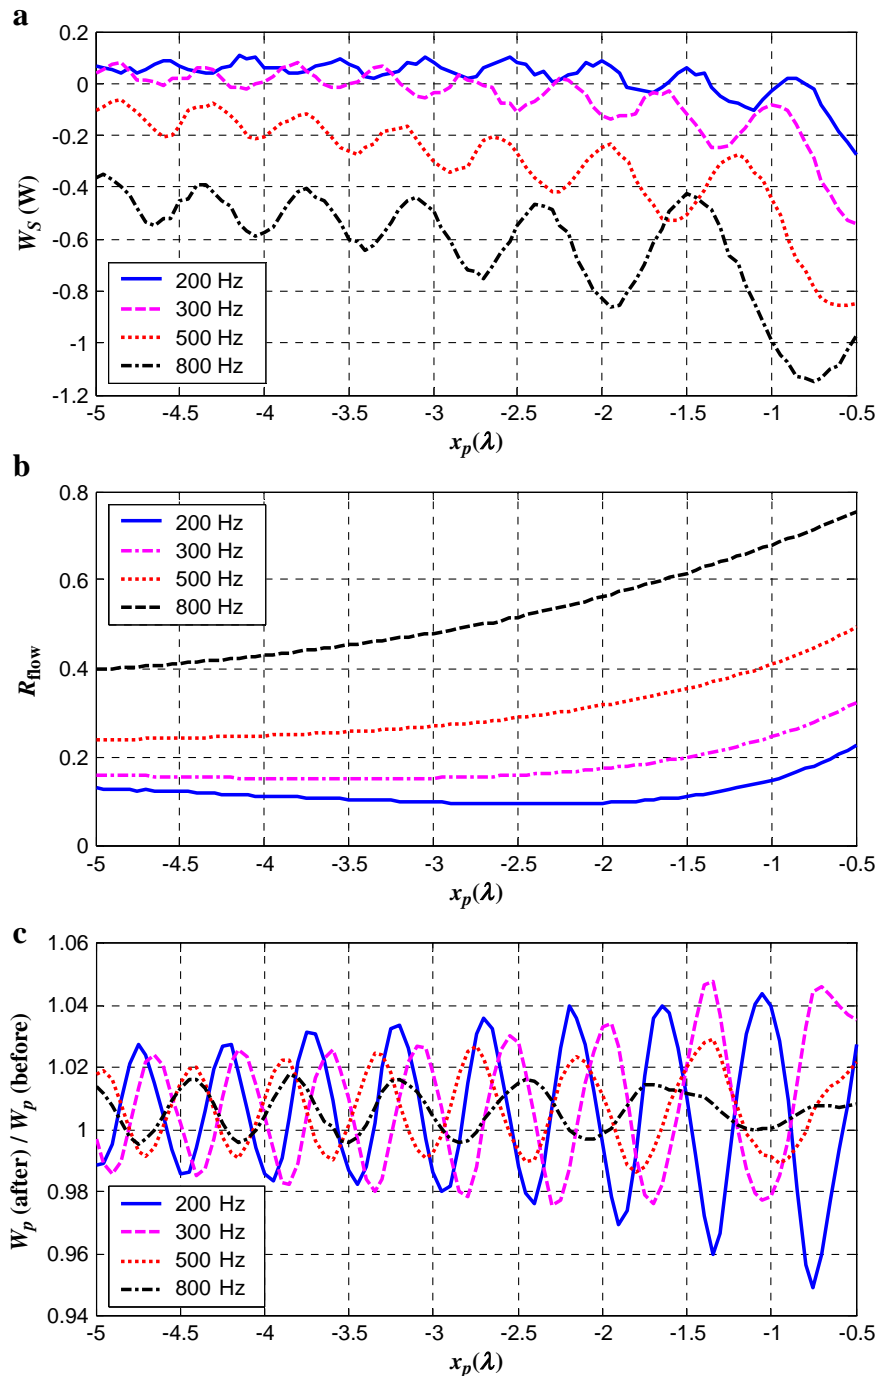 a
0.2
0
-0.2
-0.4
-0.6
-0.8
-1
-1.2
W_S (W)
200 Hz
300 Hz
500 Hz
800 Hz
-5 -4.5 -4 -3.5 -3 -2.5 -2 -1.5 -1 -0.5
x_p(λ)
b
0.8
0.6
0.4
0.2
0
R_flow
200 Hz
300 Hz
500 Hz
800 Hz
-5 -4.5 -4 -3.5 -3 -2.5 -2 -1.5 -1 -0.5
x_p(λ)
c
1.06
1.04
1.02
1
0.98
0.96
0.94
W_p (after) / W_p (before)
200 Hz
300 Hz
500 Hz
800 Hz
-5 -4.5 -4 -3.5 -3 -2.5 -2 -1.5 -1 -0.5
x_p(λ)